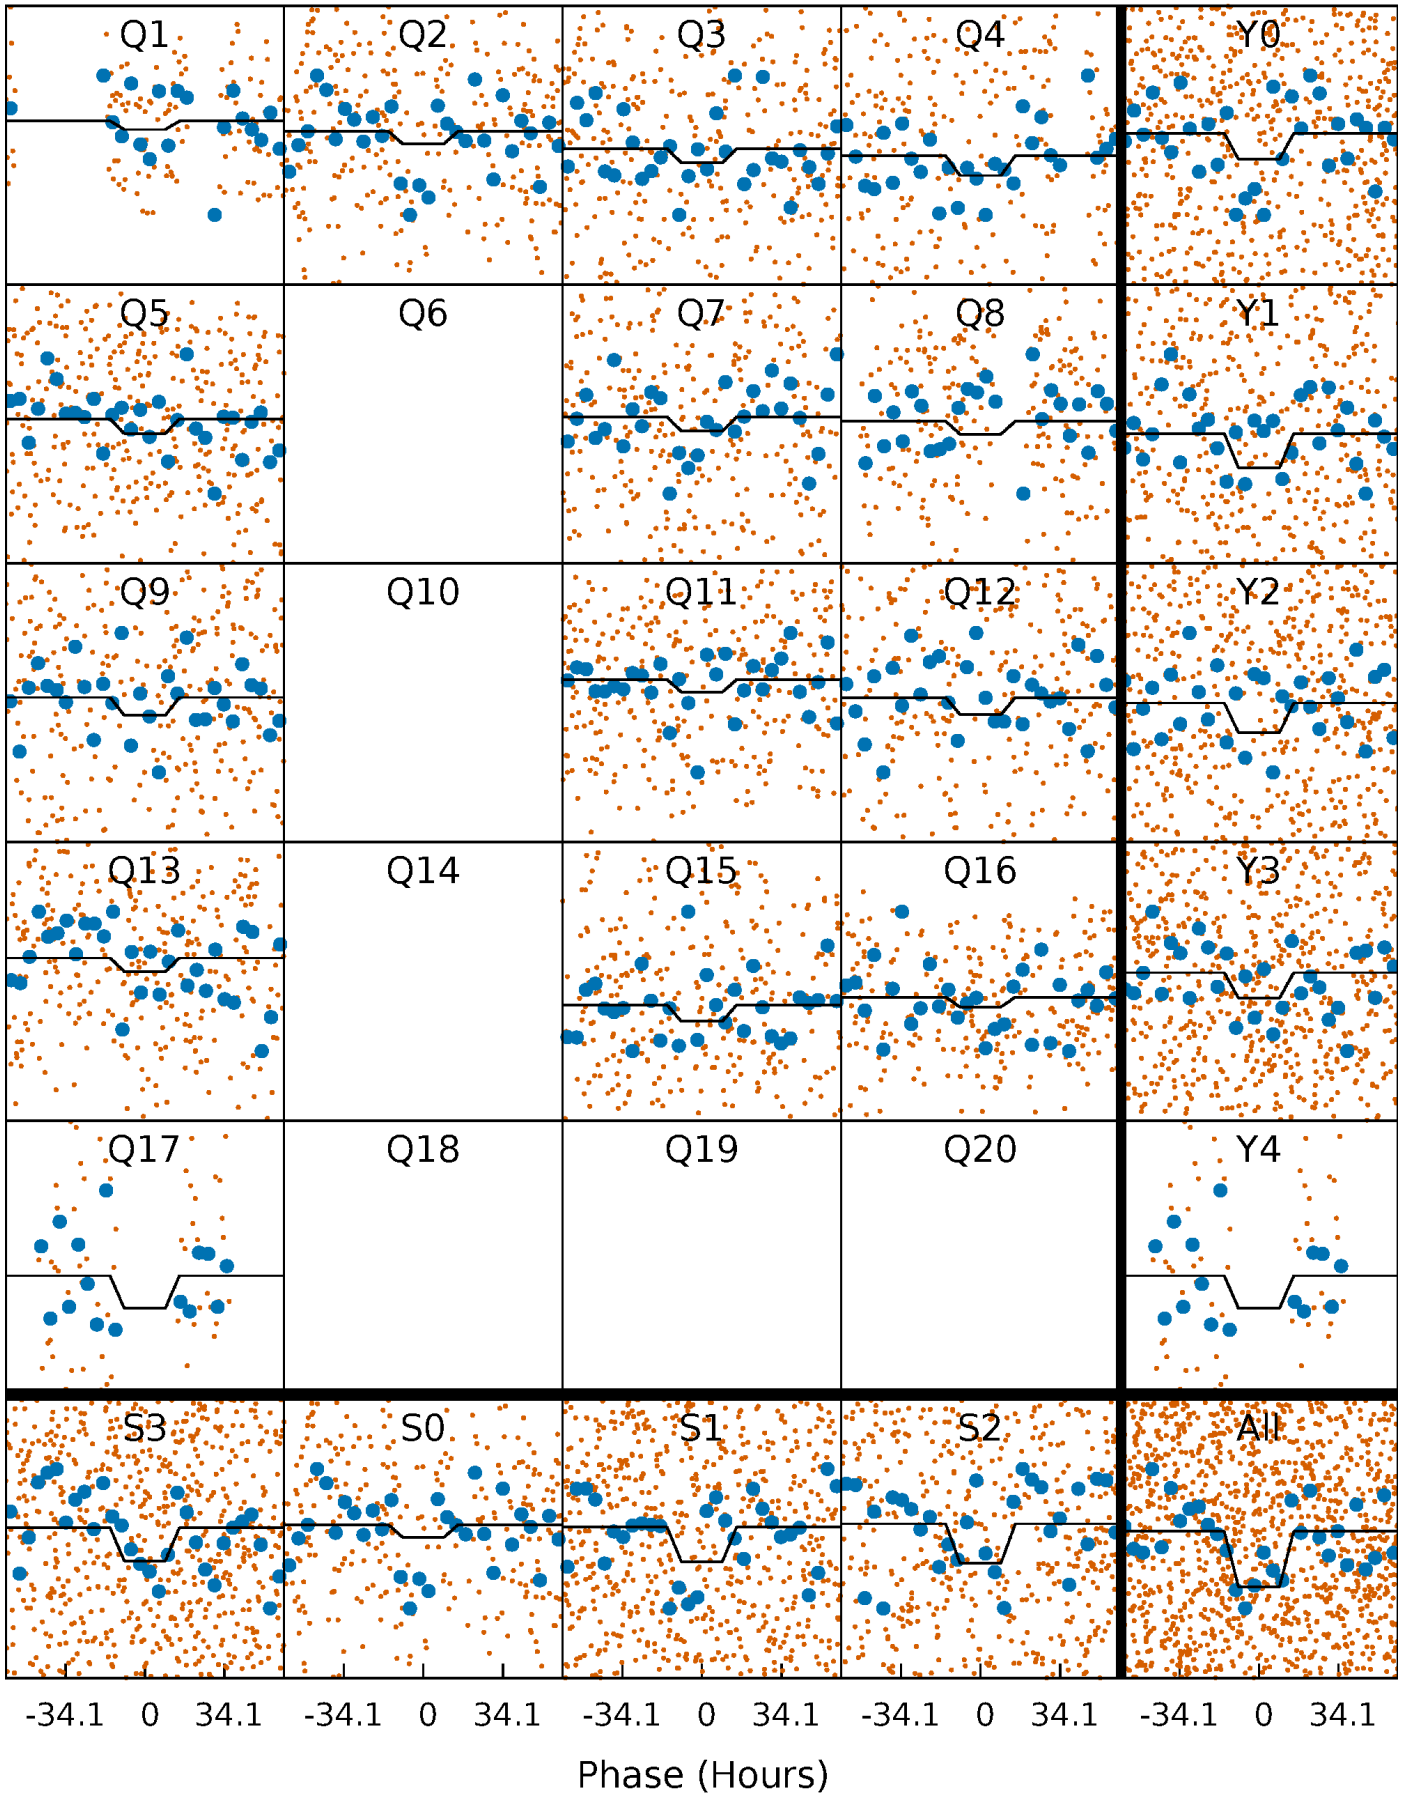 Q1 Q2 Q3 Q4 Y0
Q5 Q6 Q7 Q8 Y1
Q9 Q10 Q11 Q12 Y2
Q13 Q14 Q15 Q16 Y3
Q17 Q18 Q19 Q20 Y4
S3 S0 S1 S2 All
-34.1 0 34.1 -34.1 0 34.1 -34.1 0 34.1 -34.1 0 34.1 -34.1 0 34.1
Phase (Hours)